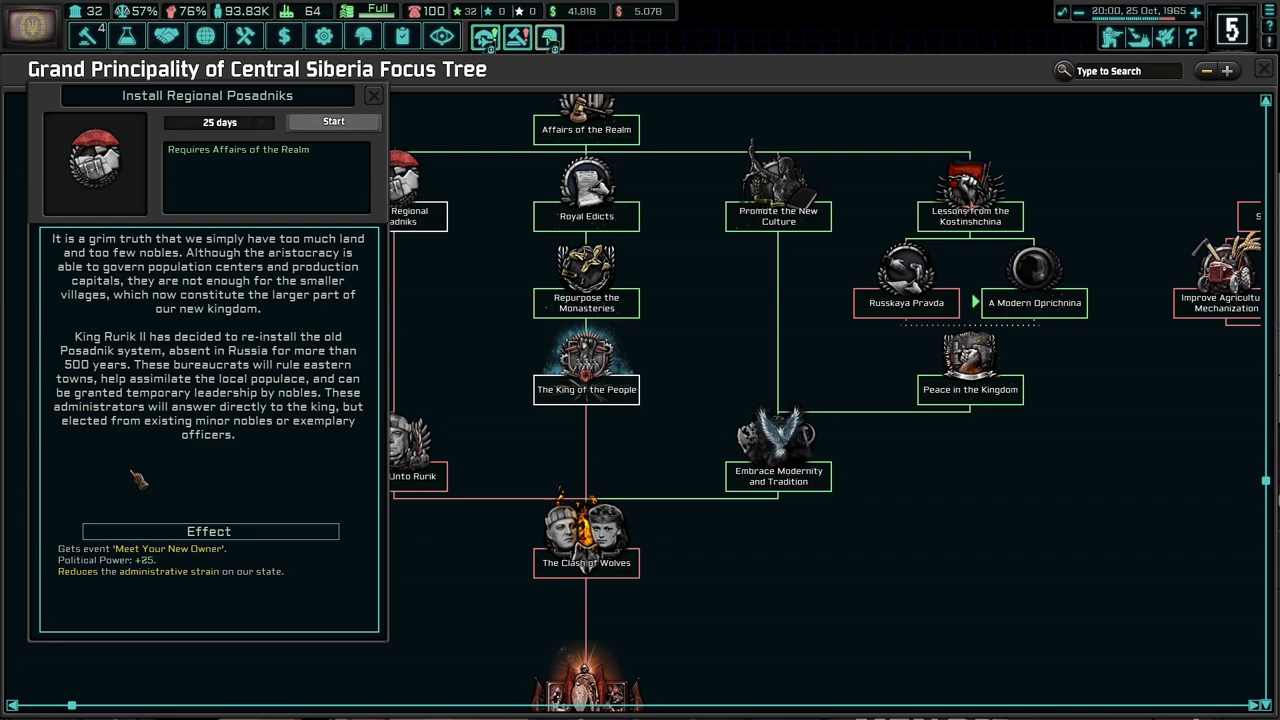 32 57% 76% 93.83K 64 Full 100 32 0 0 $ 41.81B $ 5.07B
20:00, 25 Oct, 1965
5
4
Grand Principality of Central Siberia Focus Tree
Type to Search
Install Regional Posadniks
25 days
Start
Requires Affairs of the Realm
It is a grim truth that we simply have too much land
and too few nobles. Although the aristocracy is
able to govern population centers and production
capitals, they are not enough for the smaller
villages, which now constitute the larger part of
our new kingdom.
King Rurik II has decided to re-install the old
Posadnik system, absent in Russia for more than
500 years. These bureaucrats will rule eastern
towns, help assimilate the local populace, and can
be granted temporary leadership by nobles. These
administrators will answer directly to the king, but
elected from existing minor nobles or exemplary
officers.
Effect
Gets event 'Meet Your New Owner'.
Political Power: +25.
Reduces the administrative strain on our state.
Affairs of the Realm
Regional
adniks
Royal Edicts
Promote the New
Culture
Lessons from the
Kostinshchina
S
Repurpose the
Monasteries
Russkaya Pravda
A Modern Oprichnina
Improve Agricultu
Mechanization
The King of the People
Peace in the Kingdom
Unto Rurik
Embrace Modernity
and Tradition
The Clash of Wolves